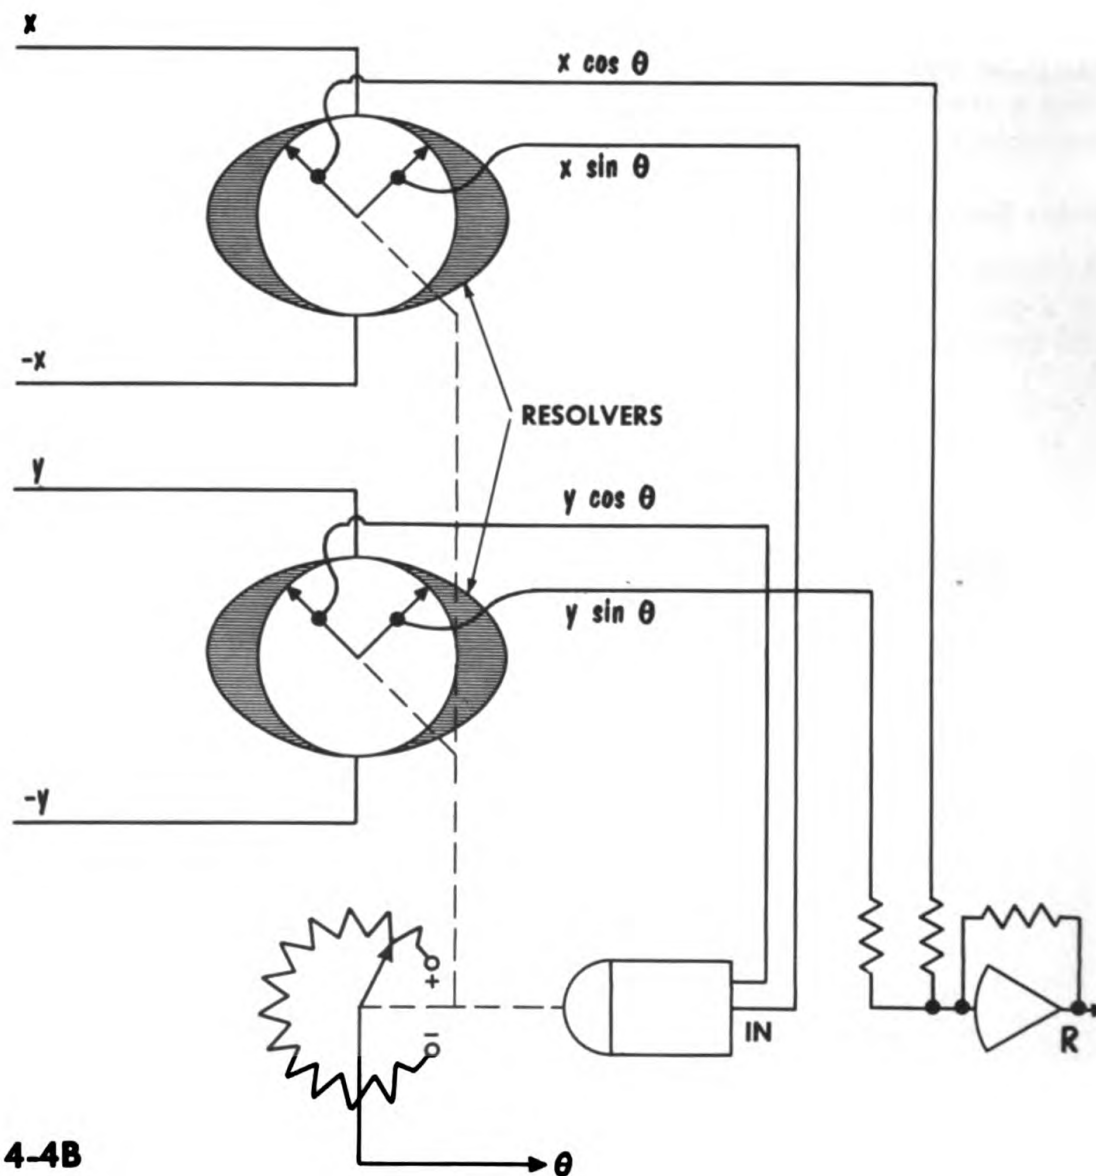 x
x cos θ
x sin θ
-x
RESOLVERS
y
y cos θ
y sin θ
-y
+
−
IN
R
4-4B
θ